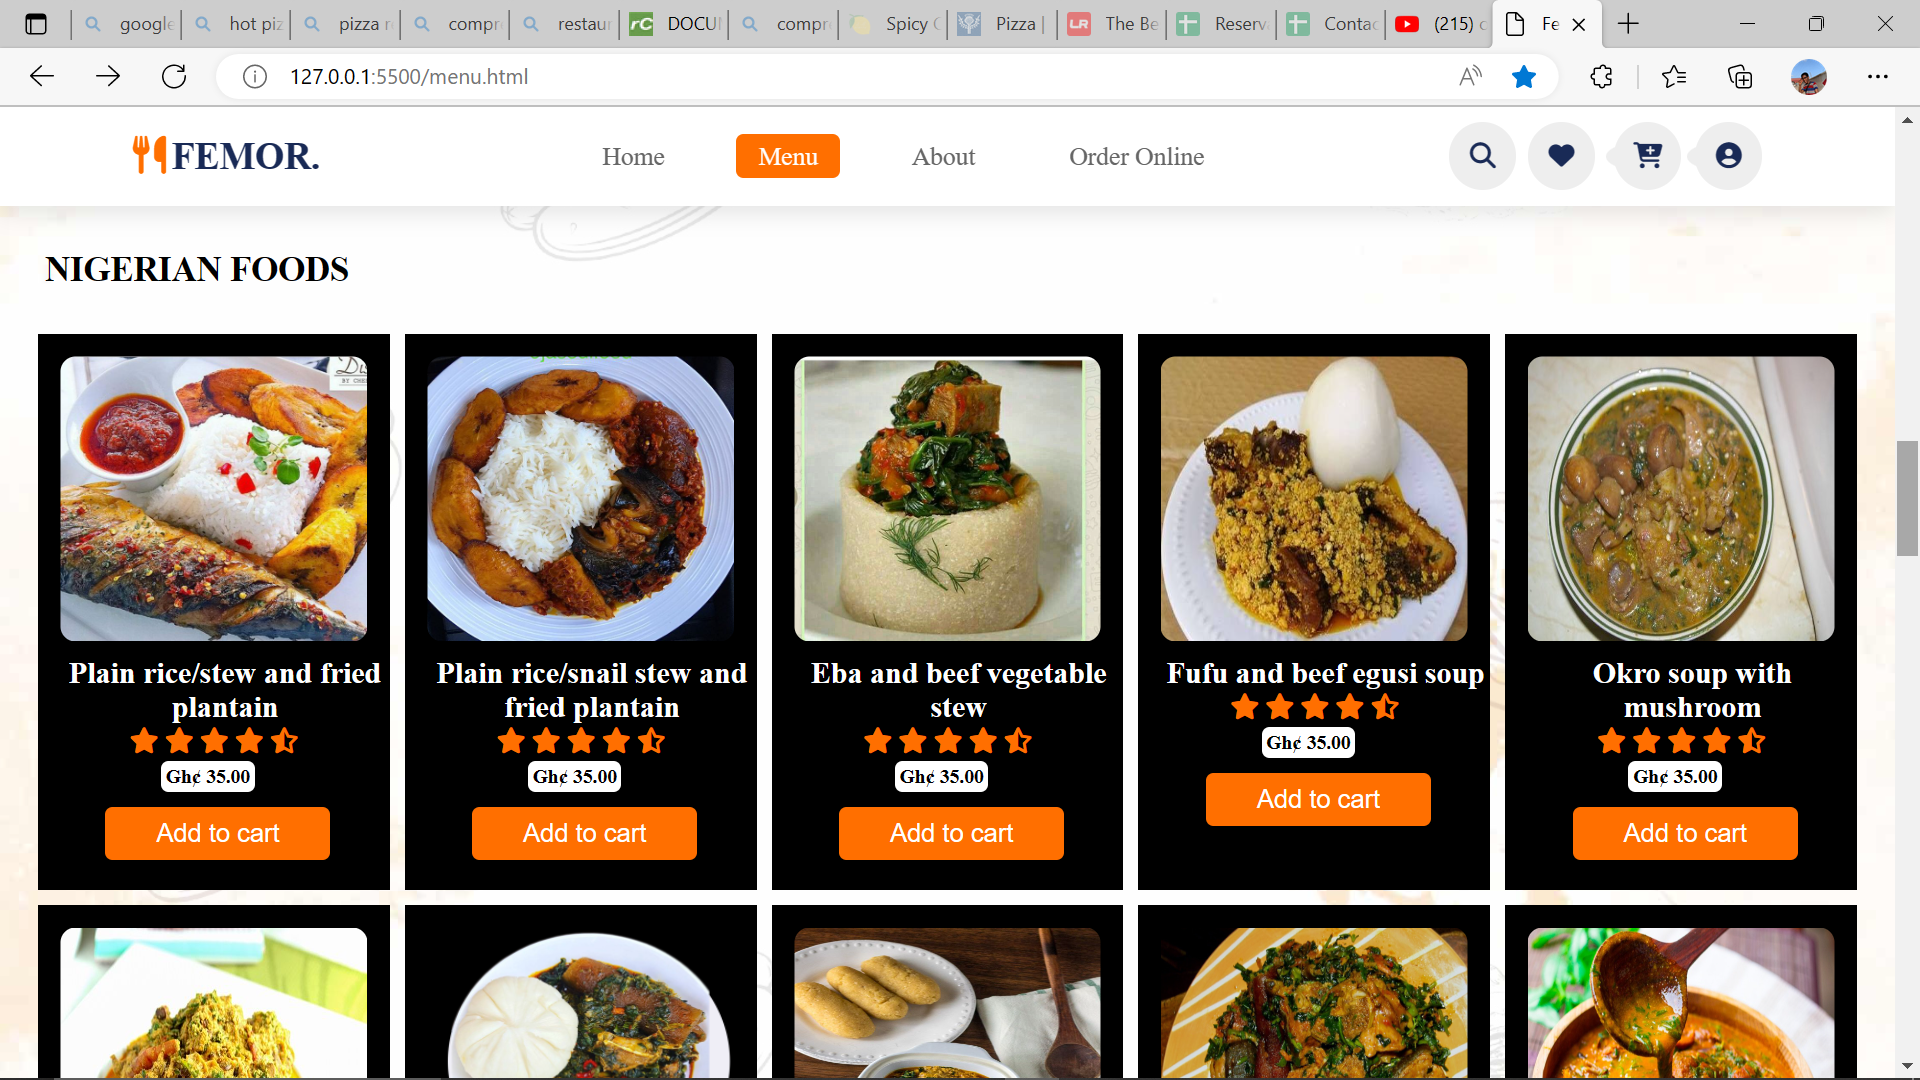 google
hot piz
pizza r
compr
restaur
rC DOCU
compr
Spicy C
Pizza |
LR The Be
Reserv
Contac
(215) c
Fe
127.0.0.1:5500/menu.html
FEMOR.
Home
Menu
About
Order Online
NIGERIAN FOODS
Plain rice/stew and fried
plantain
Gh¢ 35.00
Add to cart
Plain rice/snail stew and
fried plantain
Gh¢ 35.00
Add to cart
Eba and beef vegetable
stew
Gh¢ 35.00
Add to cart
Fufu and beef egusi soup
Gh¢ 35.00
Add to cart
Okro soup with
mushroom
Gh¢ 35.00
Add to cart